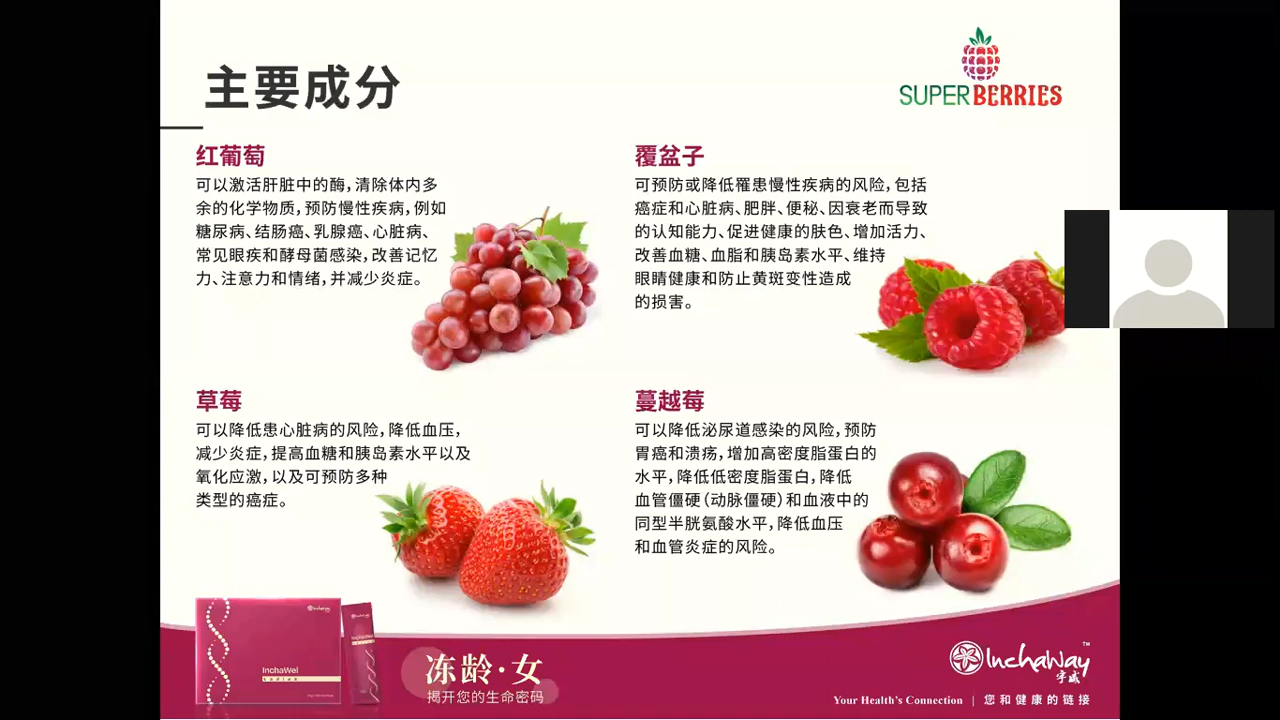 主要成分
SUPERBERRIES
红葡萄
可以激活肝脏中的酶,清除体内多
余的化学物质,预防慢性疾病,例如
糖尿病、结肠癌、乳腺癌、心脏病、
常见眼疾和酵母菌感染,改善记忆
力、注意力和情绪,并减少炎症。
覆盆子
可预防或降低罹患慢性疾病的风险,包括
癌症和心脏病、肥胖、便秘、因衰老而导致
的认知能力、促进健康的肤色、增加活力、
改善血糖、血脂和胰岛素水平、维持
眼睛健康和防止黄斑变性造成
的损害。
草莓
可以降低患心脏病的风险,降低血压,
减少炎症,提高血糖和胰岛素水平以及
氧化应激,以及可预防多种
类型的癌症。
蔓越莓
可以降低泌尿道感染的风险,预防
胃癌和溃疡,增加高密度脂蛋白的
水平,降低低密度脂蛋白,降低
血管僵硬(动脉僵硬)和血液中的
同型半胱氨酸水平,降低血压
和血管炎症的风险。
InchaWay
InchaWei
冻龄·女
揭开您的生命密码
InchaWay™
宇威
Your Health's Connection | 您和健康的链接